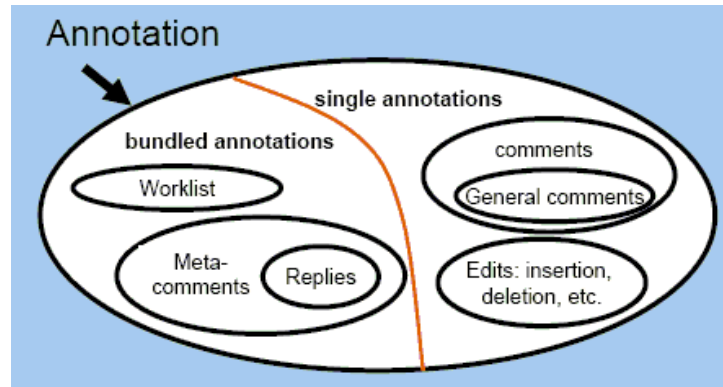 Annotation
single annotations
bundled annotations
comments
Worklist
General comments
Meta-
comments
Replies
Edits: insertion,
deletion, etc.